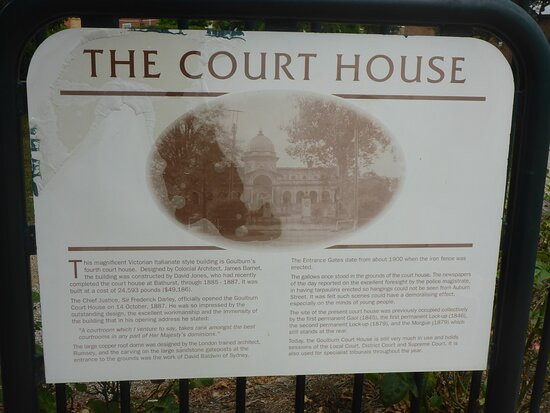 THE COURT HOUSE
This magnificent Victorian Italianate style building is Goulburn's
fourth court house. Designed by Colonial Architect, James Barnet,
the building was constructed by David Jones, who had recently
completed the court house at Bathurst, through 1885 - 1887. It was
built at a cost of 24,593 pounds ($49,186).
The Chief Justice, Sir Frederick Darley, officially opened the Goulburn
Court House on 14 October, 1887. He was so impressed by the
outstanding design, the excellent workmanship and the immensity of
the building that in his opening address he stated:
"A courtroom which I venture to say, takes rank amongst the best
courtrooms in any part of Her Majesty's dominions."
The large copper-clad dome was designed by the London trained architect,
Rumsey, and the carving on the large sandstone gateposts at the
entrance to the grounds was the work of David Baldwin of Sydney.
The Entrance Gates date from about 1900 when the iron fence was
erected.
The gallows once stood in the grounds of the court house. The newspapers
of the day reported on the excellent foresight by the police magistrate,
in having tarpaulins erected so hangings could not be seen from Auburn
Street. It was felt such scenes could have a demoralising effect,
especially on the minds of young people.
The site of the present court house was previously occupied collectively
by the first permanent Gaol (1840), the first permanent Lock-up (1846),
the second permanent Lock-up (1879), and the Morgue (1879) which
still stands at the rear.
Today, the Goulburn Court House is still very much in use and holds
sessions of the Local Court, District Court and Supreme Court. It is
also used for specialist tribunals throughout the year.